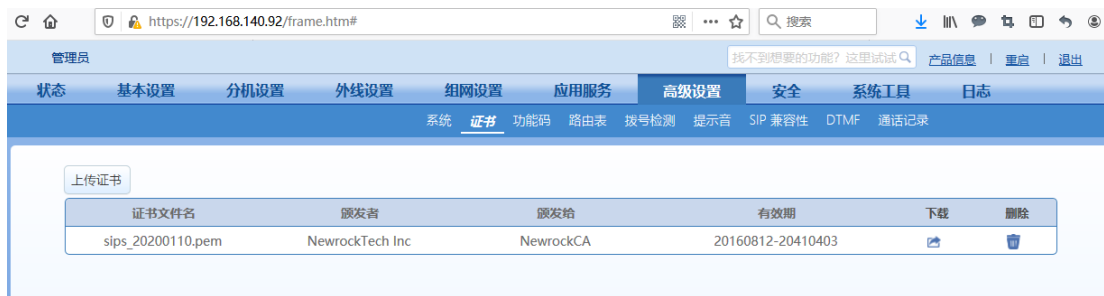 https://192.168.140.92/frame.htm#
搜索
管理员
找不到想要的功能? 这里试试
产品信息 | 重启 | 退出
状态 基本设置 分机设置 外线设置 组网设置 应用服务 高级设置 安全 系统工具 日志
系统 证书 功能码 路由表 拨号检测 提示音 SIP 兼容性 DTMF 通话记录
上传证书
证书文件名 颁发者 颁发给 有效期 下载 删除
sips_20200110.pem NewrockTech Inc NewrockCA 20160812-20410403